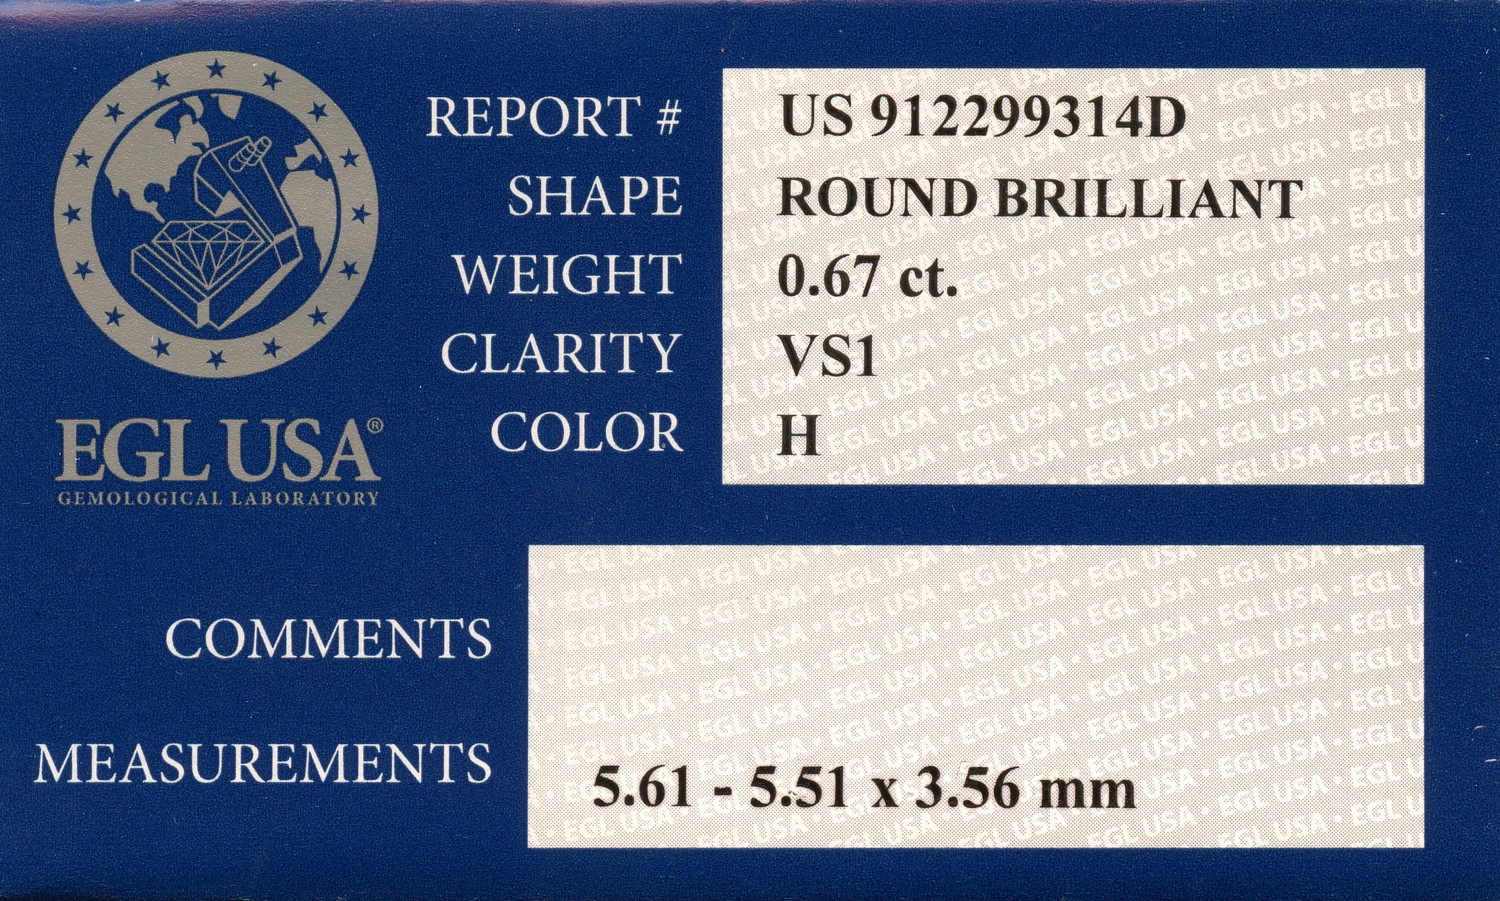 REPORT # US 912299314D
SHAPE ROUND BRILLIANT
WEIGHT 0.67 ct.
CLARITY VS1
COLOR H
EGL USA®
GEMOLOGICAL LABORATORY
COMMENTS
MEASUREMENTS 5.61 - 5.51 x 3.56 mm